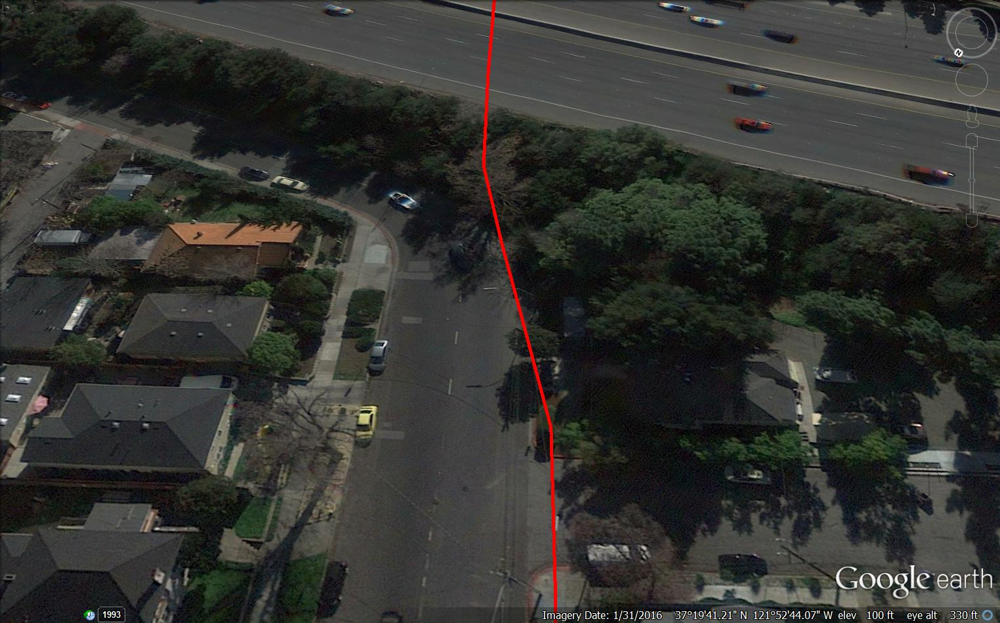 N
Google earth
1993
Imagery Date: 1/31/2016 37°19'41.21" N 121°52'44.07" W elev 100 ft eye alt 330 ft